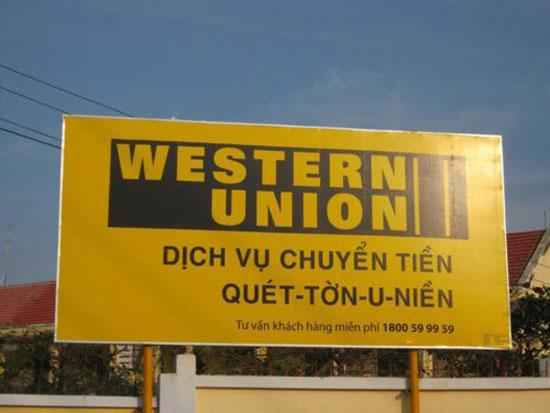 WESTERN
UNION
DỊCH VỤ CHUYỂN TIỀN
QUÉT-TỜN-U-NIỀN
Tư vấn khách hàng miễn phí 1800 59 99 59